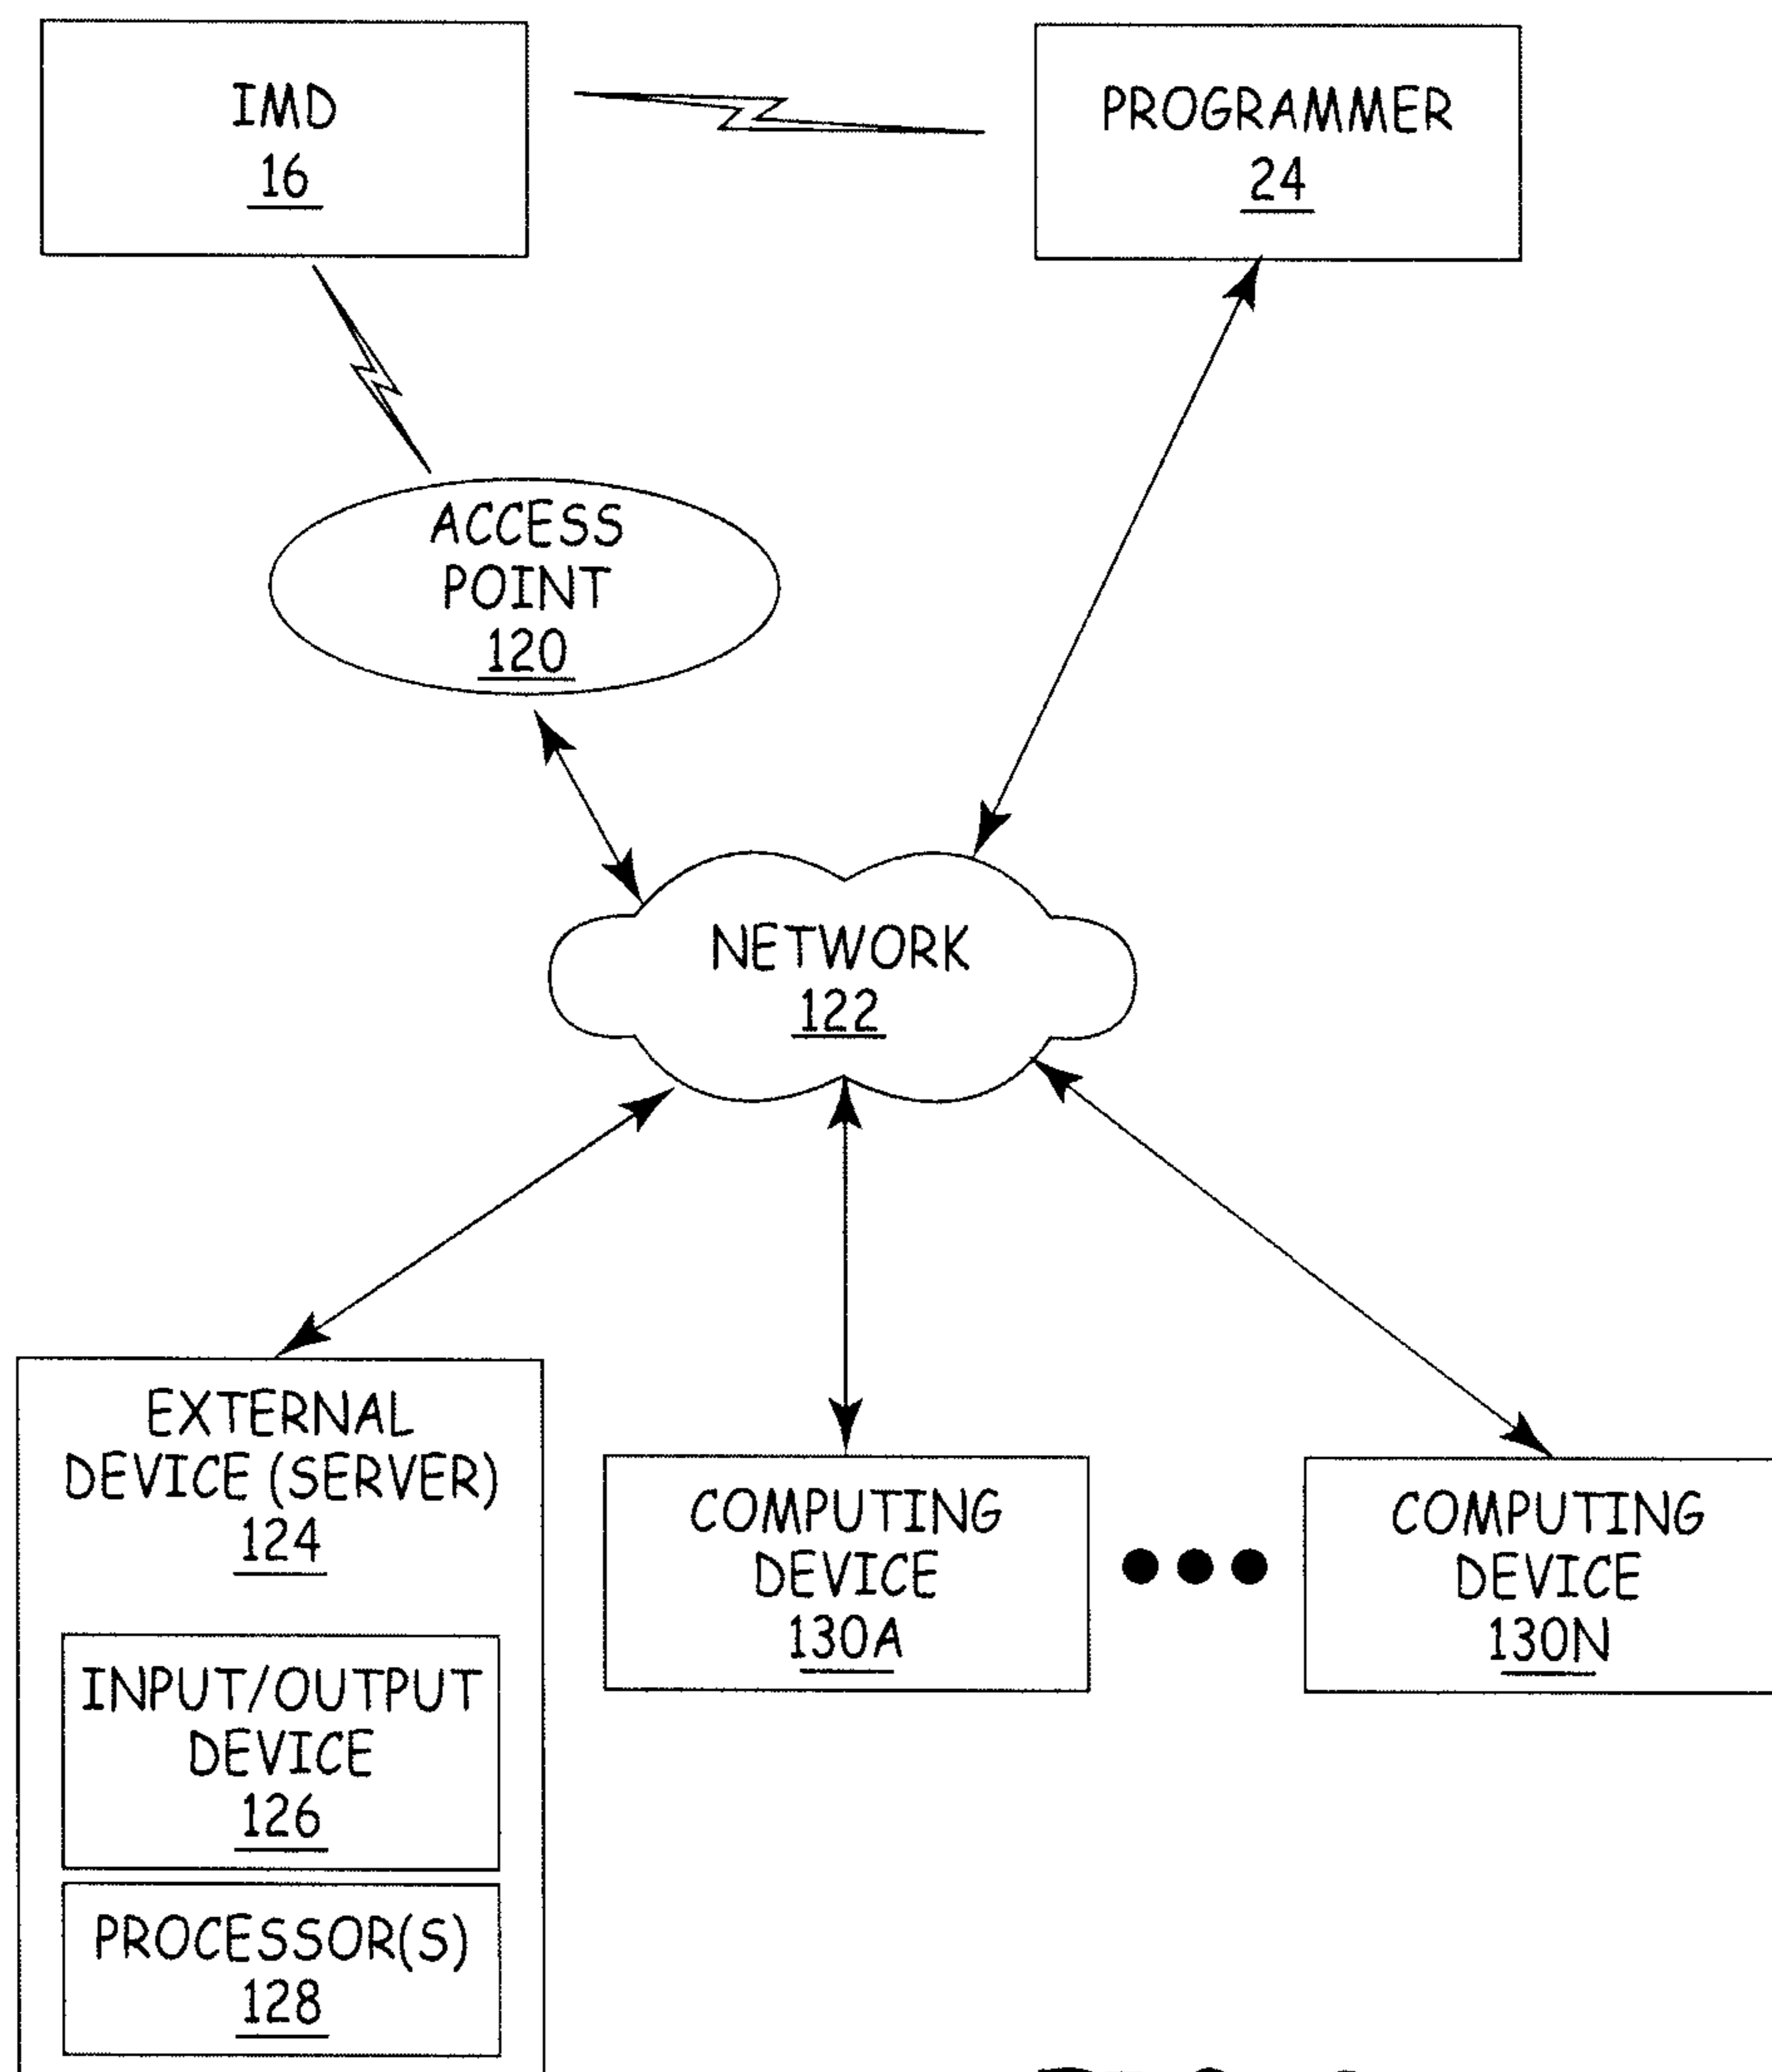 IMD
16
PROGRAMMER
24
ACCESS
POINT
120
NETWORK
122
EXTERNAL
DEVICE (SERVER)
124
INPUT/OUTPUT
DEVICE
126
PROCESSOR(S)
128
COMPUTING
DEVICE
130A
COMPUTING
DEVICE
130N